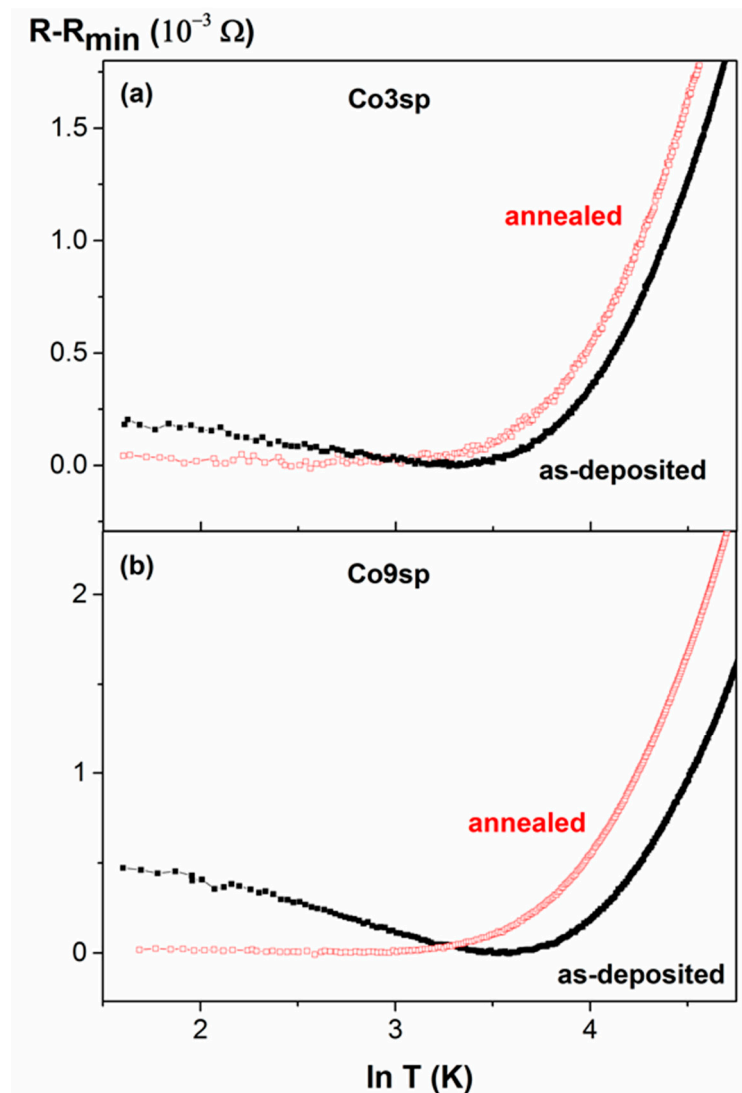 R-Rmin (10⁻³ Ω)
(a)
Co3sp
1.5
annealed
1.0
0.5
0.0
as-deposited
(b)
Co9sp
2
annealed
1
0
as-deposited
2 3 4
ln T (K)